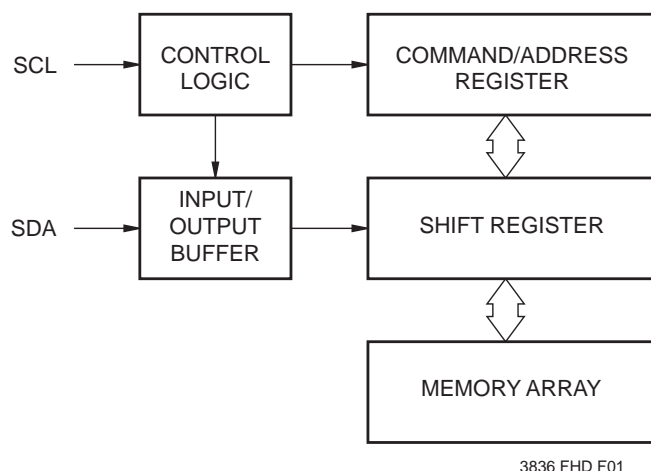 SCL
CONTROL
LOGIC
COMMAND/ADDRESS
REGISTER
SDA
INPUT/
OUTPUT
BUFFER
SHIFT REGISTER
MEMORY ARRAY
3836 FHD F01